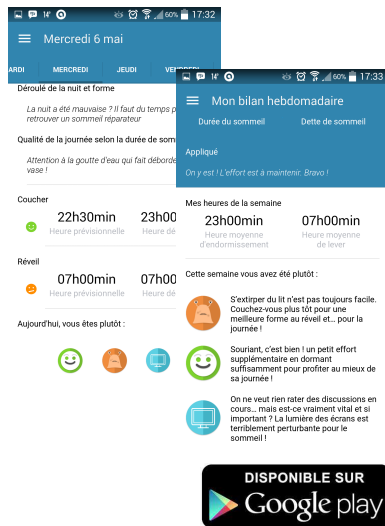 14° 60% 17:32
Mercredi 6 mai
ARDI MERCREDI JEUDI
Déroulé de la nuit et forme
La nuit a été mauvaise ? Il faut du temps p
retrouver un sommeil réparateur
Qualité de la journée selon la durée de som
Attention à la goutte d'eau qui fait déborde
vase !
Coucher
22h30min 23h00
Heure prévisionnelle Heure dé
Réveil
07h00min 07h00
Heure prévisionnelle Heure dé
Aujourd'hui, vous êtes plutôt :
14° 60% 17:33
Mon bilan hebdomadaire
Durée du sommeil Dette de sommeil
Appliqué
On y est ! L'effort est à maintenir. Bravo !
Mes heures de la semaine
23h00min 07h00min
Heure moyenne Heure moyenne
d'endormissement de lever
Cette semaine vous avez été plutôt :
S'extirper du lit n'est pas toujours facile.
Couchez-vous plus tôt pour une
meilleure forme au réveil et... pour la
journée !
Souriant, c'est bien ! un petit effort
supplémentaire en dormant
suffisamment pour profiter au mieux de
sa journée !
On ne veut rien rater des discussions en
cours... mais est-ce vraiment vital et si
important ? La lumière des écrans est
terriblement perturbante pour le
sommeil !
DISPONIBLE SUR
Google play